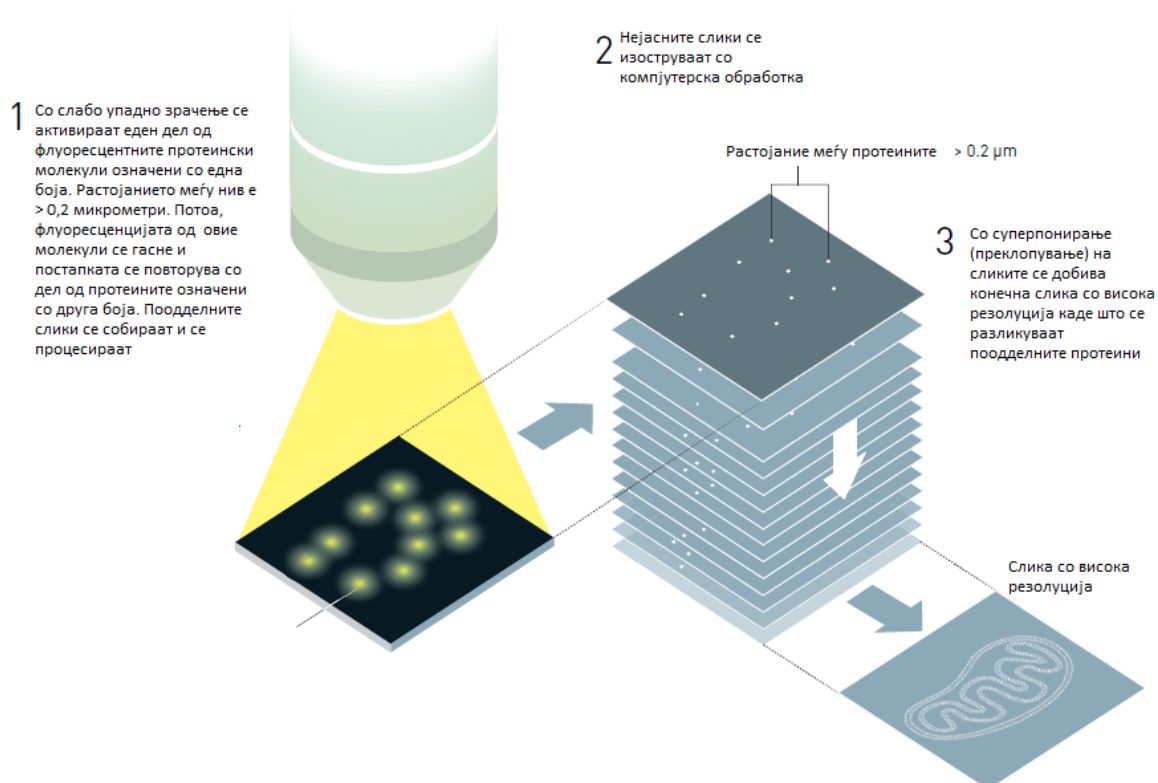 1
Со слабо упадно зрачење се
активираат еден дел од
флуоресцентните протеински
молекули означени со една
боја. Растојанието меѓу нив е
> 0,2 микрометри. Потоа,
флуоресценцијата од овие
молекули се гасне и
постапката се повторува со
дел од протеините означени
со друга боја. Поодделните
слики се собираат и се
процесираат
2
Нејасните слики се
изоструваат со
компјутерска обработка
Растојание меѓу протеините > 0.2 µm
3
Со суперпонирање
(преклопување) на
сликите се добива
конечна слика со висока
резолуција каде што се
разликуваат
поодделните протеини
Слика со висока
резолуција